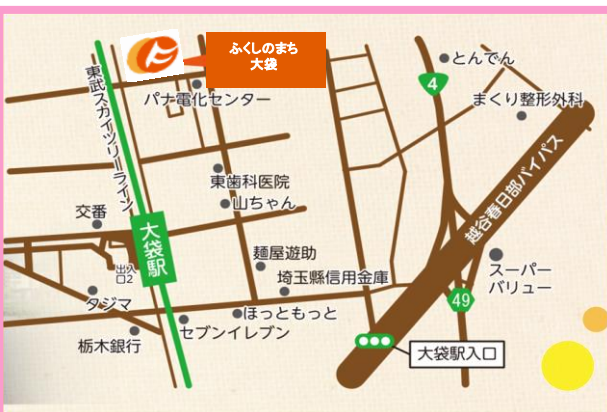 ふくしのまち
大袋
東武スカイツリーライン
パナ電化センター
とんでん
4
まくり整形外科
越谷春日部バイパス
東歯科医院
山ちゃん
交番
大袋駅
出入口2
麺屋遊助
埼玉縣信用金庫
スーパー
バリュー
タジマ
ほっともっと
49
セブンイレブン
栃木銀行
大袋駅入口